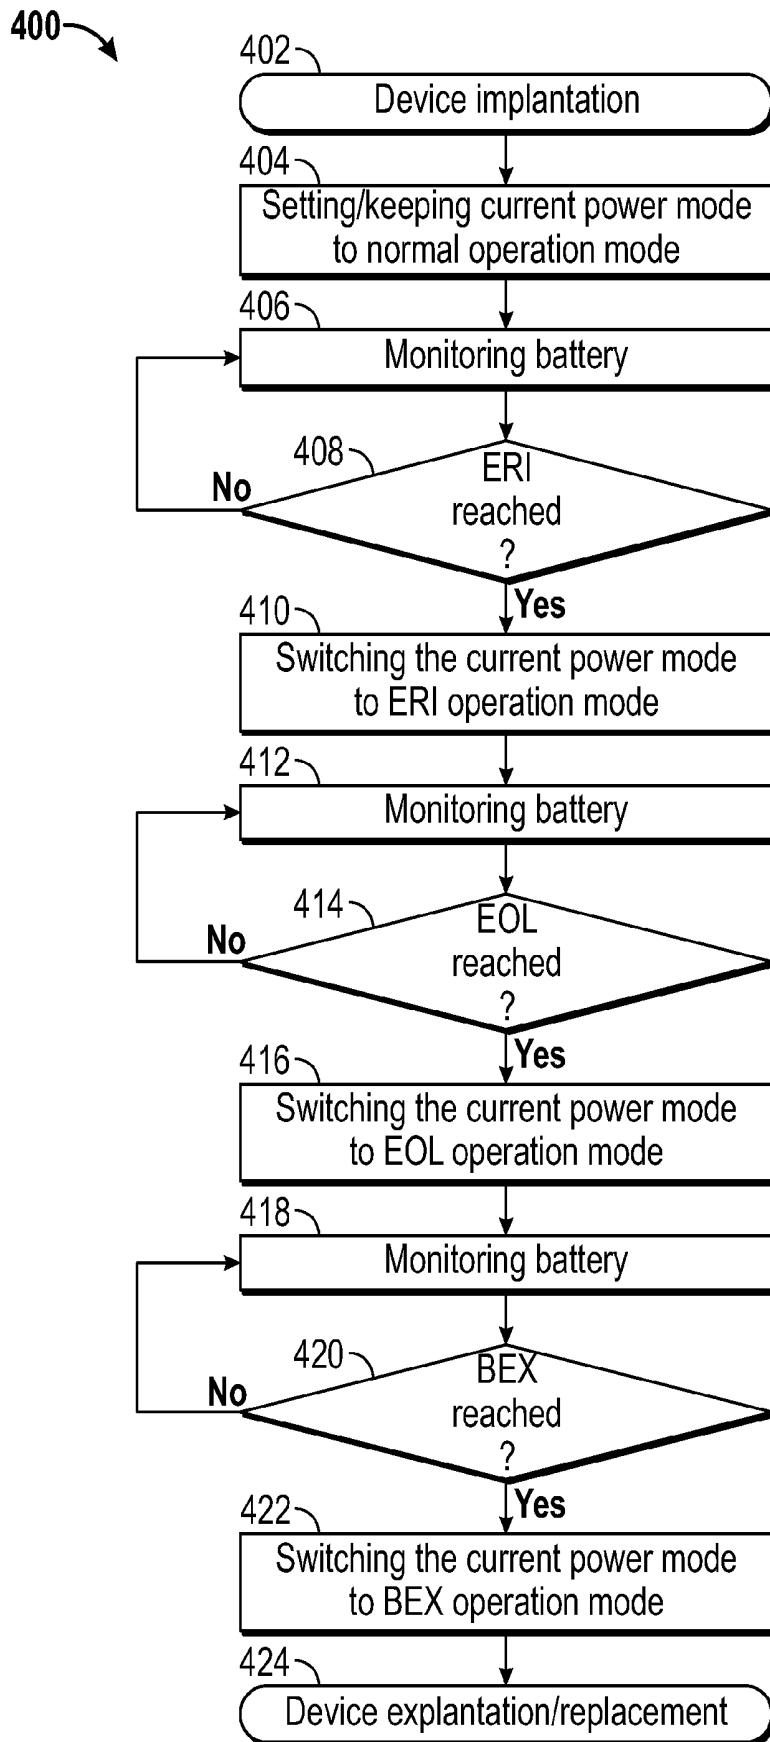 400
402
Device implantation
404
Setting/keeping current power mode
to normal operation mode
406
Monitoring battery
408
ERI
reached
?
No
Yes
410
Switching the current power mode
to ERI operation mode
412
Monitoring battery
414
EOL
reached
?
No
Yes
416
Switching the current power mode
to EOL operation mode
418
Monitoring battery
420
BEX
reached
?
No
Yes
422
Switching the current power mode
to BEX operation mode
424
Device explantation/replacement